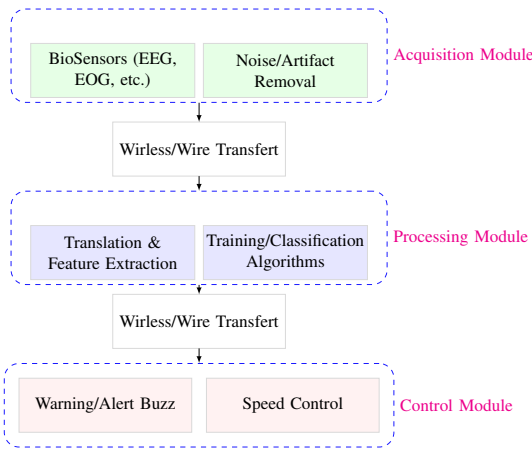 BioSensors (EEG,
EOG, etc.)
Noise/Artifact
Removal
Acquisition Module
Wirless/Wire Transfert
Translation &
Feature Extraction
Training/Classification
Algorithms
Processing Module
Wirless/Wire Transfert
Warning/Alert Buzz
Speed Control
Control Module